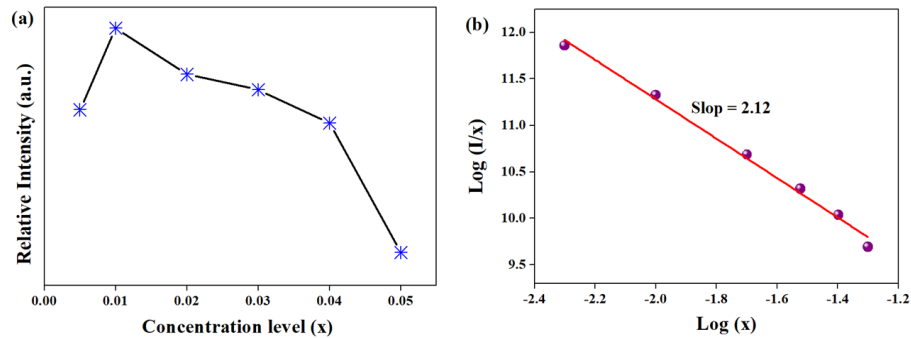 (a)
Relative Intensity (a.u.)
0.00 0.01 0.02 0.03 0.04 0.05
Concentration level (x)
(b)
Log (I/x)
12.0
11.5
11.0
10.5
10.0
9.5
Slop = 2.12
-2.4 -2.2 -2.0 -1.8 -1.6 -1.4 -1.2
Log (x)